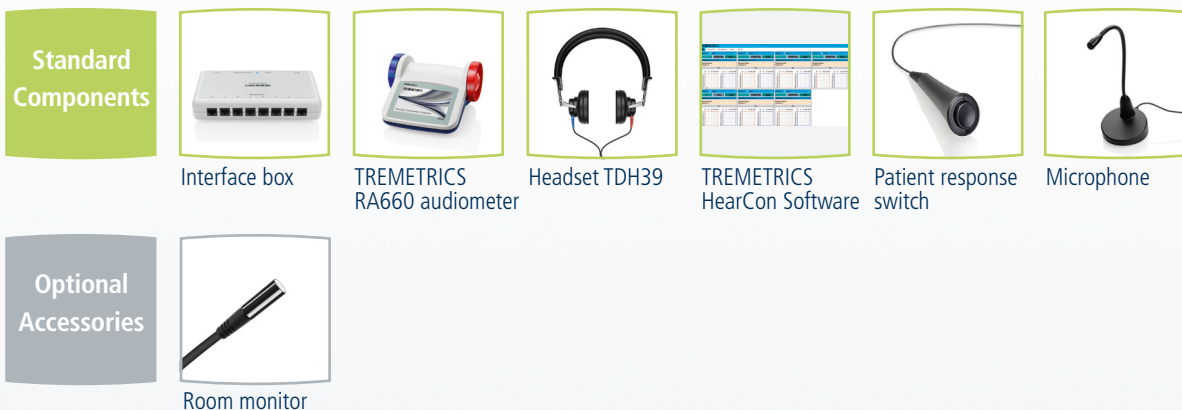 Standard
Components
Interface box
TREMETRICS
RA660 audiometer
Headset TDH39
TREMETRICS
HearCon Software
Patient response
switch
Microphone
Optional
Accessories
Room monitor